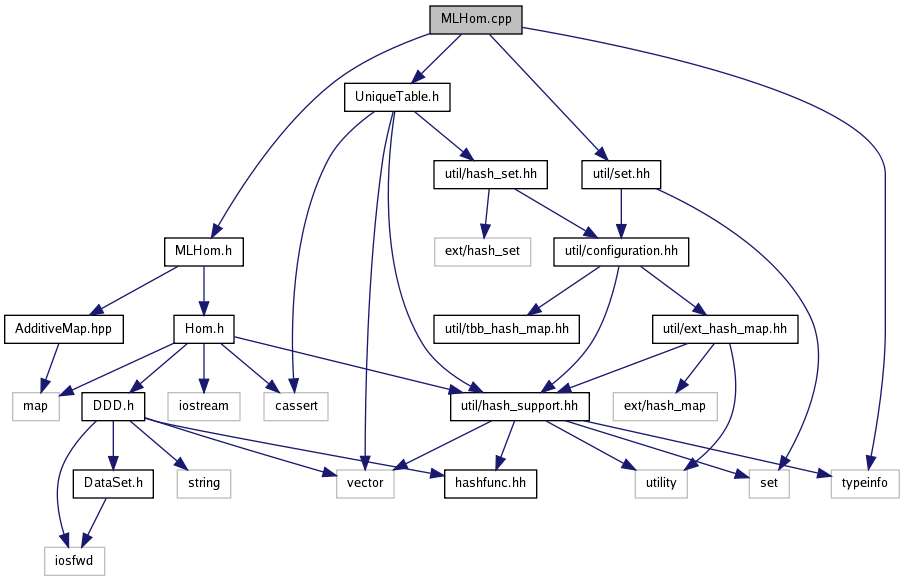 MLHom.cpp
UniqueTable.h
util/hash_set.hh
util/set.hh
MLHom.h
ext/hash_set
util/configuration.hh
AdditiveMap.hpp
Hom.h
util/tbb_hash_map.hh
util/ext_hash_map.hh
map
DDD.h
iostream
cassert
util/hash_support.hh
ext/hash_map
DataSet.h
string
vector
hashfunc.hh
utility
set
typeinfo
iosfwd